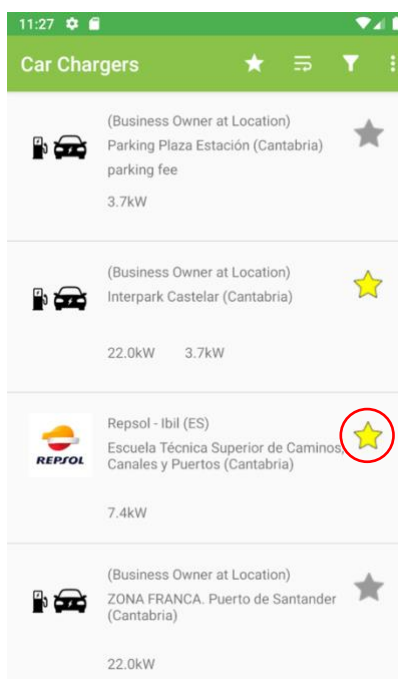 11:27
Car Chargers
(Business Owner at Location)
Parking Plaza Estación (Cantabria)
parking fee
3.7kW
(Business Owner at Location)
Interpark Castelar (Cantabria)
22.0kW 3.7kW
REPSOL
Repsol - Ibil (ES)
Escuela Técnica Superior de Caminos,
Canales y Puertos (Cantabria)
7.4kW
(Business Owner at Location)
ZONA FRANCA. Puerto de Santander
(Cantabria)
22.0kW